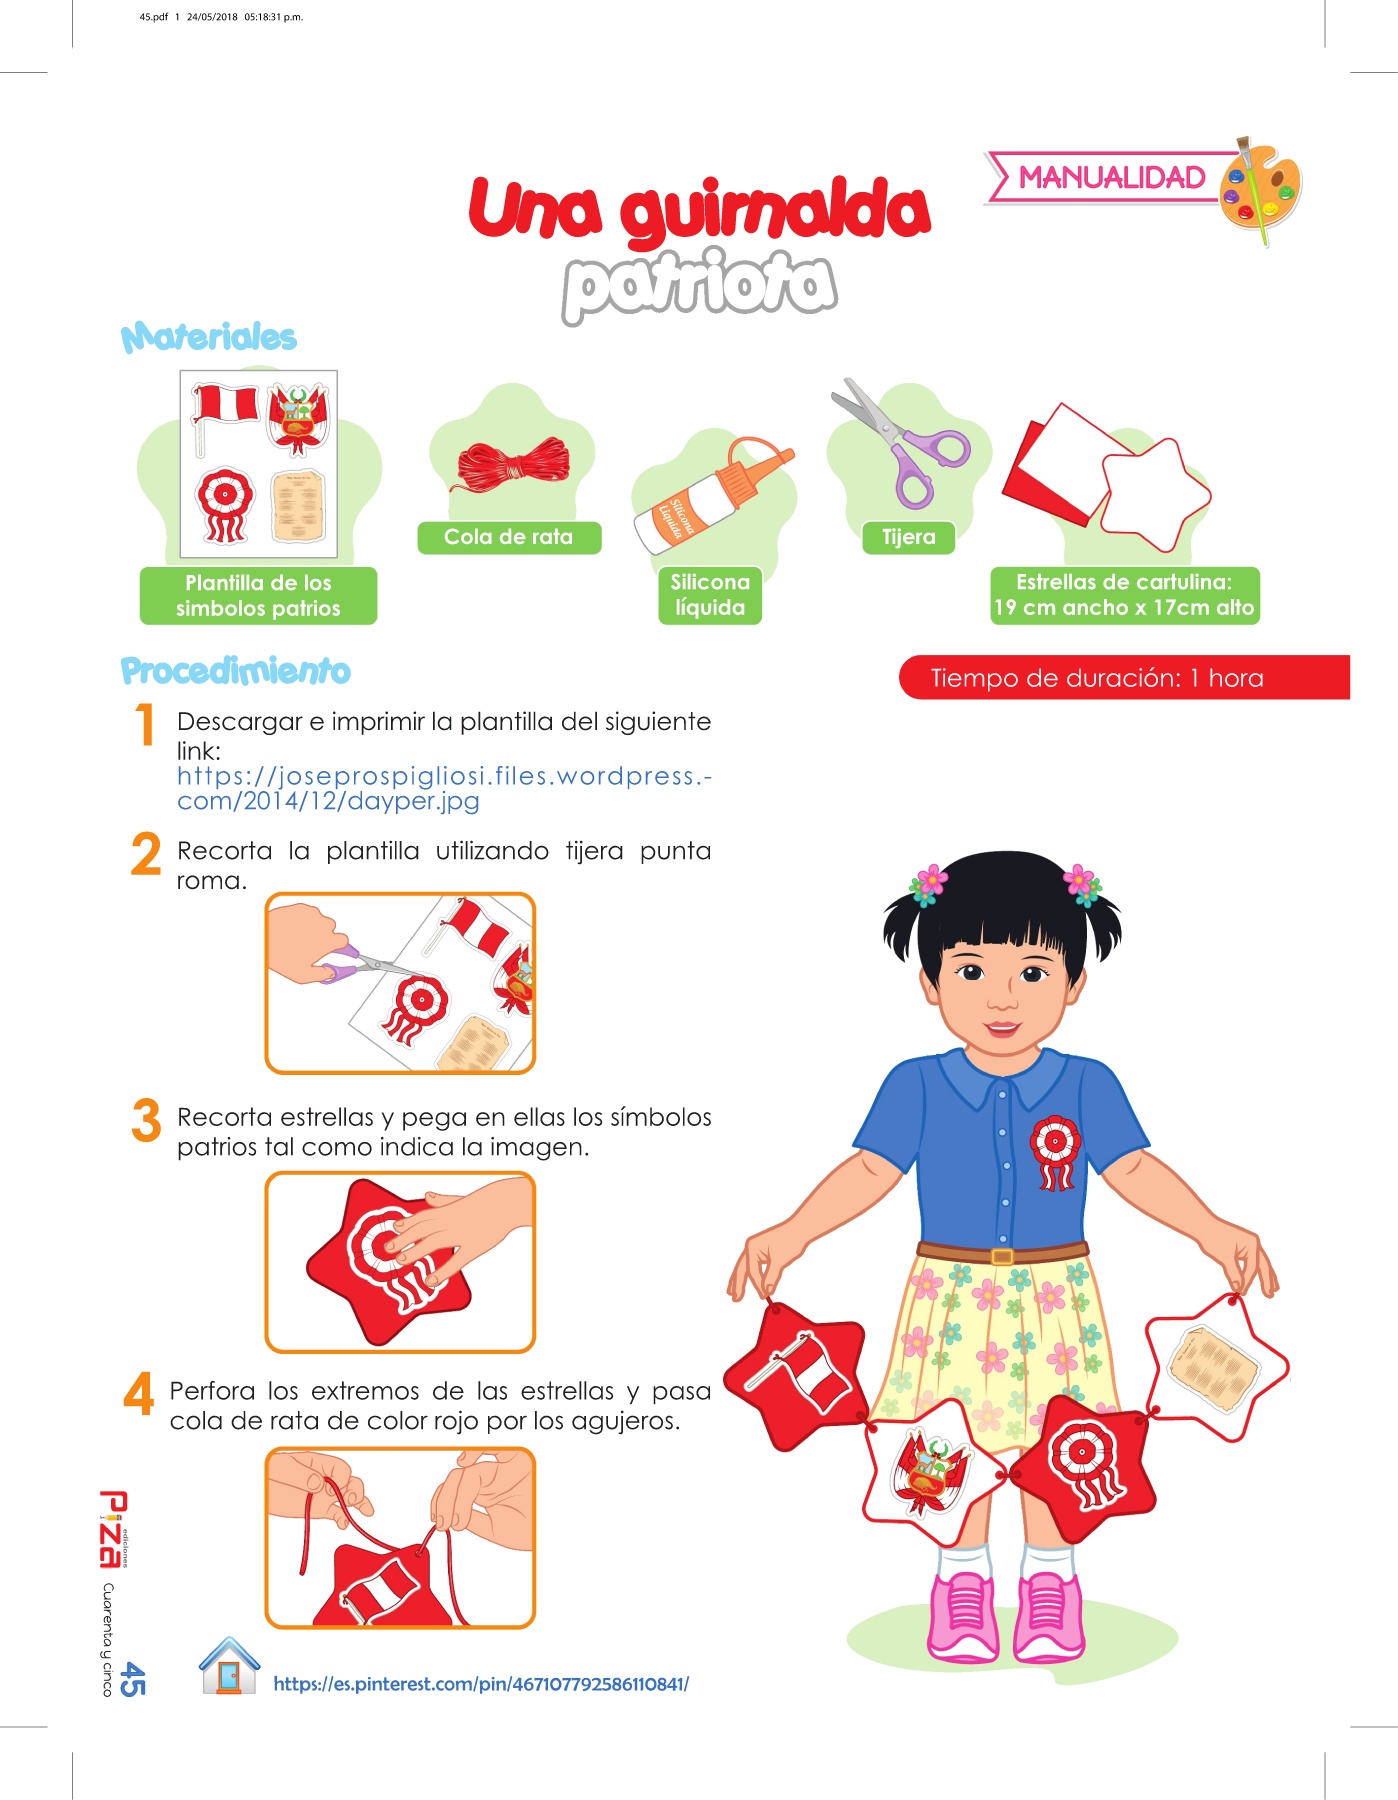 45.pdf 1 24/05/2018 05:18:31 p.m.
MANUALIDAD
Una guirnalda
patriota
Materiales
Plantilla de los
simbolos patrios
Cola de rata
Silicona
Líquida
Silicona
líquida
Tijera
Estrellas de cartulina:
19 cm ancho x 17cm alto
Procedimiento
Tiempo de duración: 1 hora
1 Descargar e imprimir la plantilla del siguiente
link:
https://joseprospigliosi.files.wordpress.-
com/2014/12/dayper.jpg
2 Recorta la plantilla utilizando tijera punta
roma.
3 Recorta estrellas y pega en ellas los símbolos
patrios tal como indica la imagen.
4 Perfora los extremos de las estrellas y pasa
cola de rata de color rojo por los agujeros.
https://es.pinterest.com/pin/467107792586110841/
Piza
ediciones
Cuarenta y cinco
45